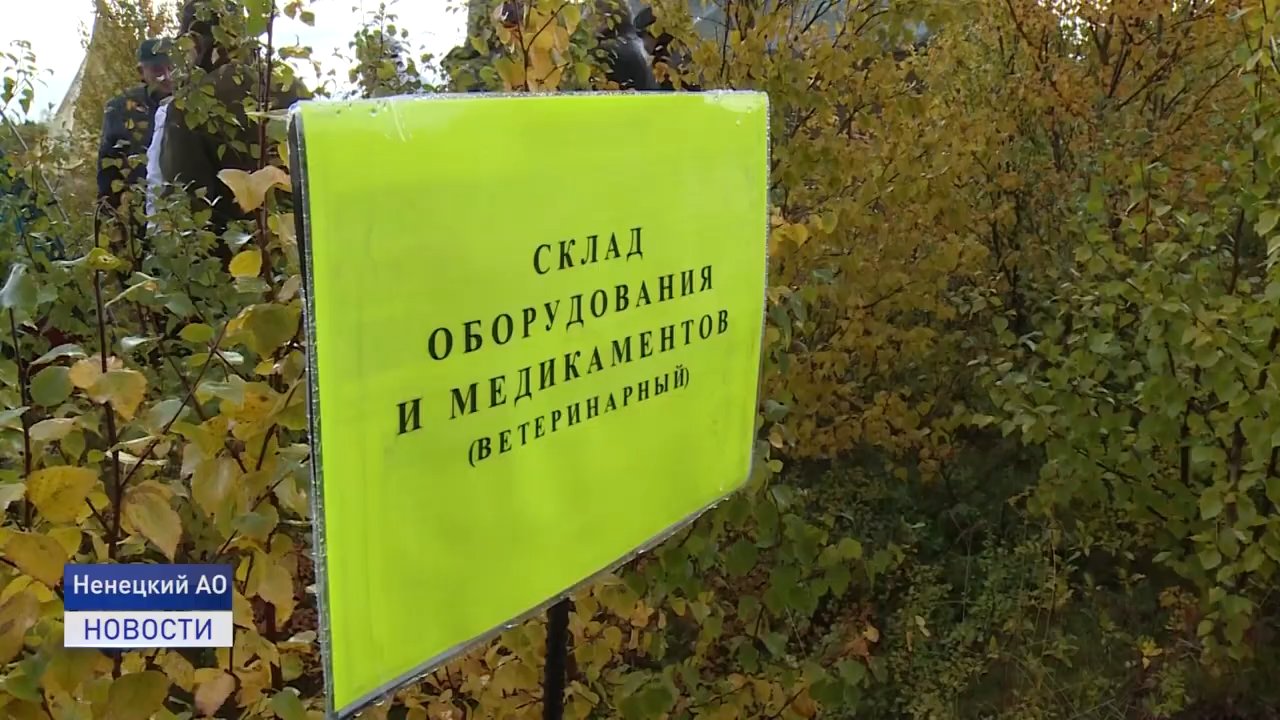 СКЛАД
ОБОРУДОВАНИЯ
И МЕДИКАМЕНТОВ
(ВЕТЕРИНАРНЫЙ)
Ненецкий АО
НОВОСТИ